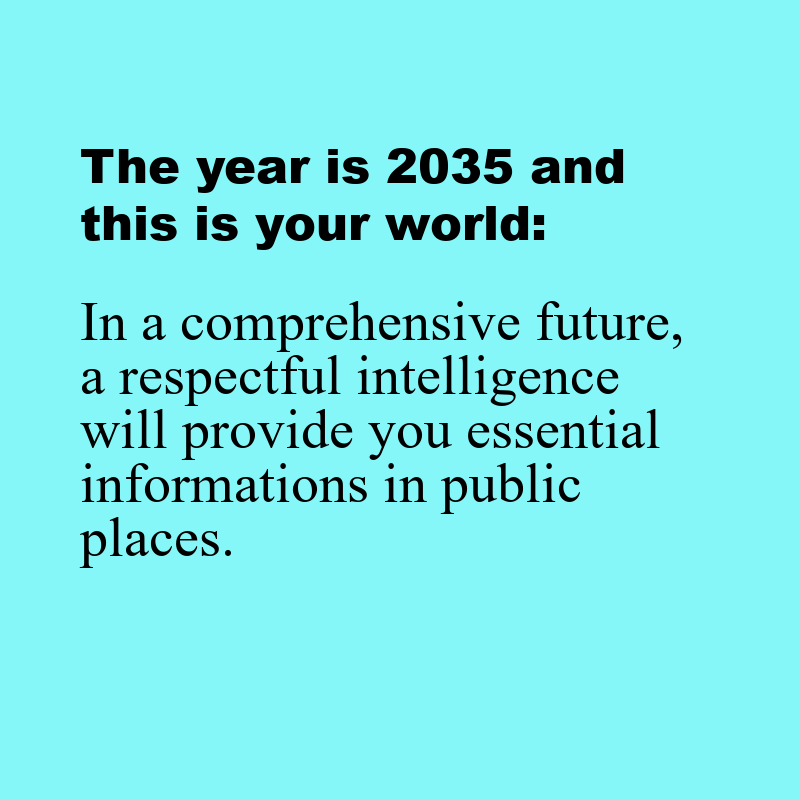 The year is 2035 and
this is your world:
In a comprehensive future,
a respectful intelligence
will provide you essential
informations in public
places.